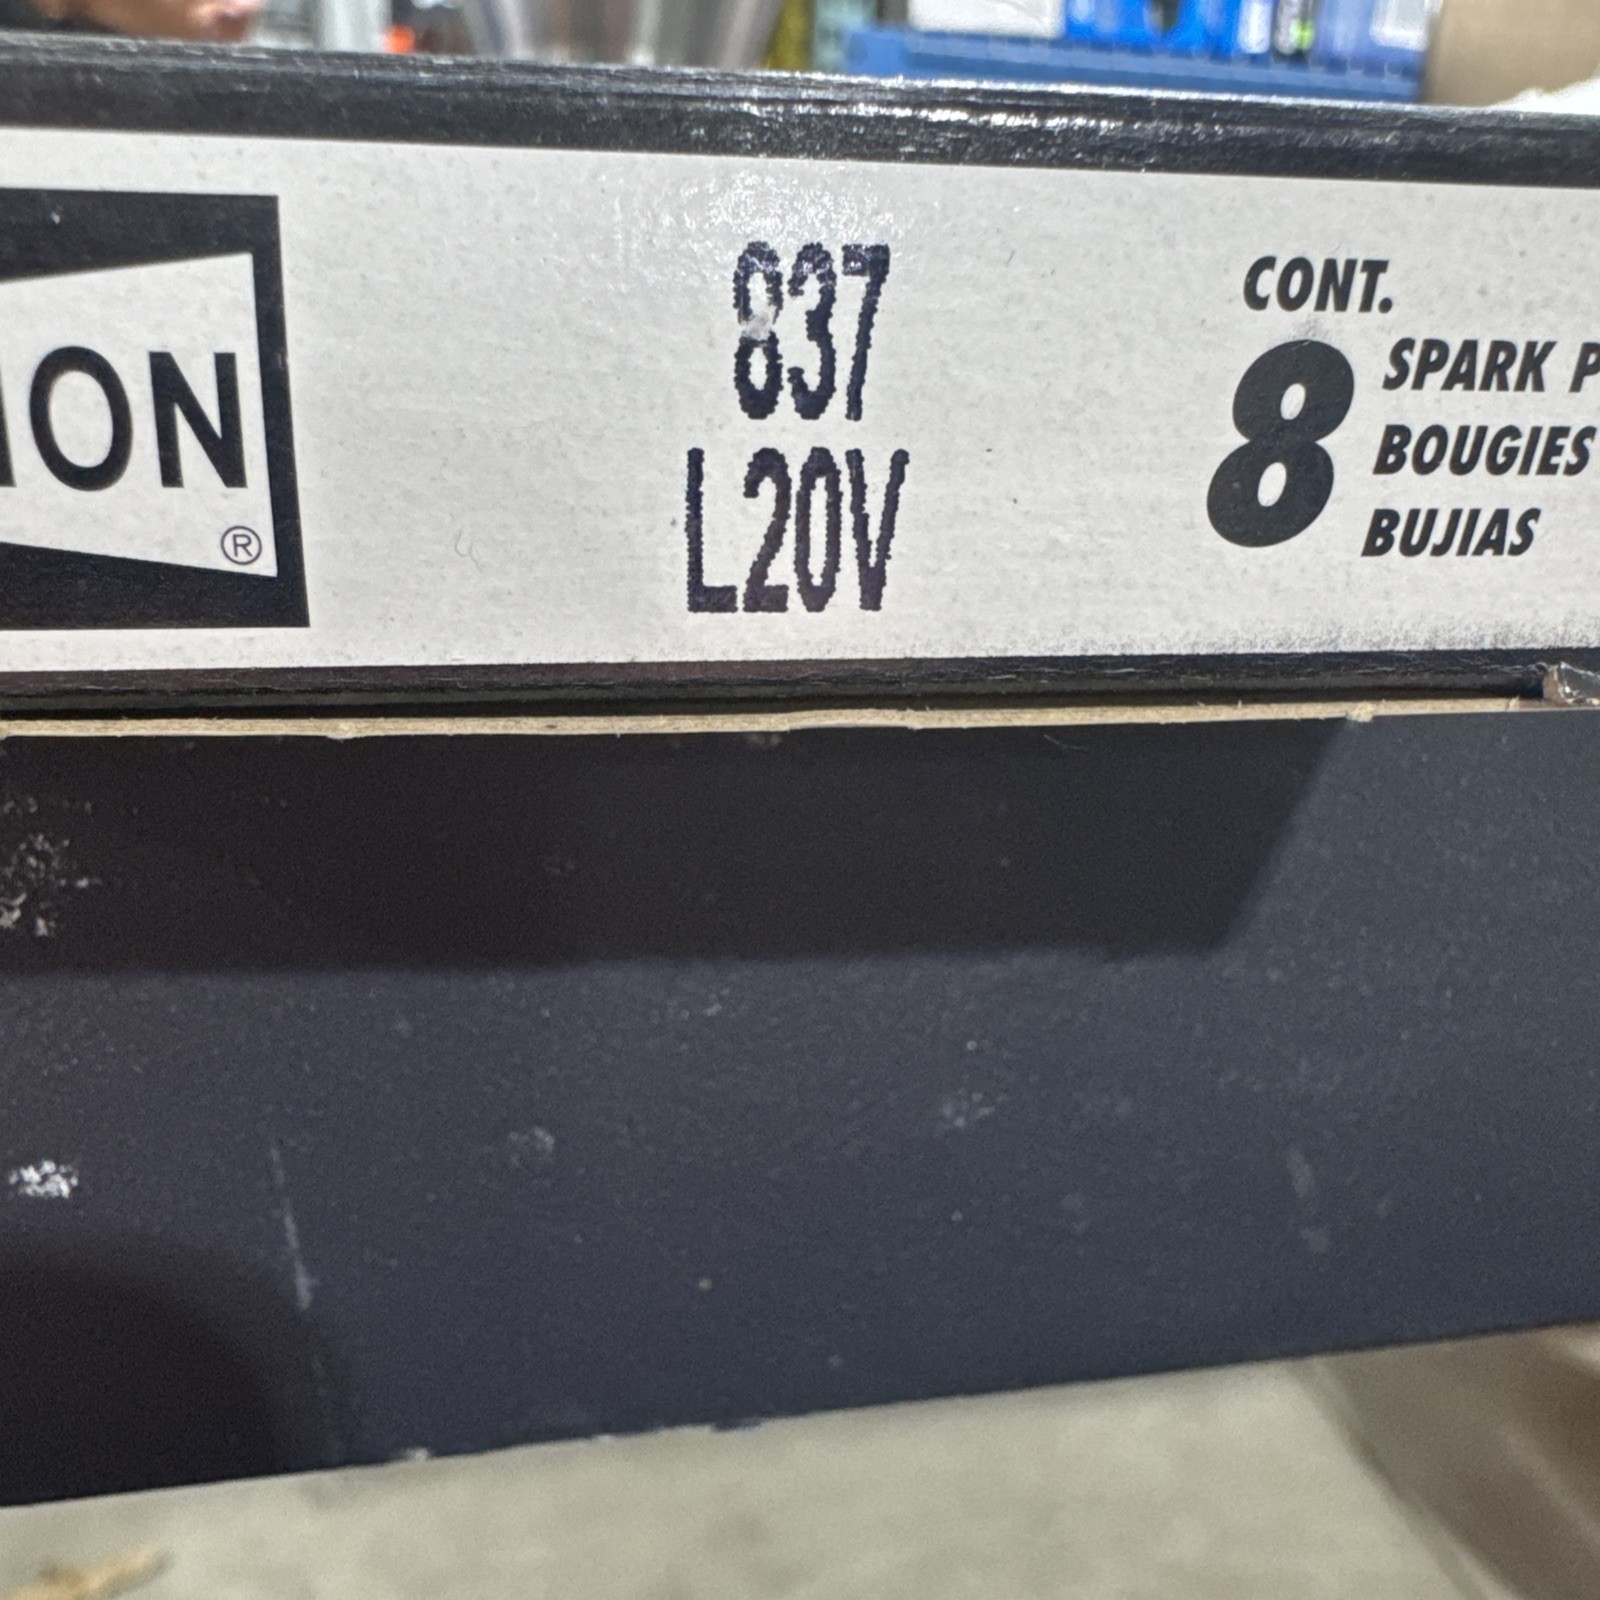 ION
®
837
L20V
CONT.
8
SPARK P
BOUGIES
BUJIAS